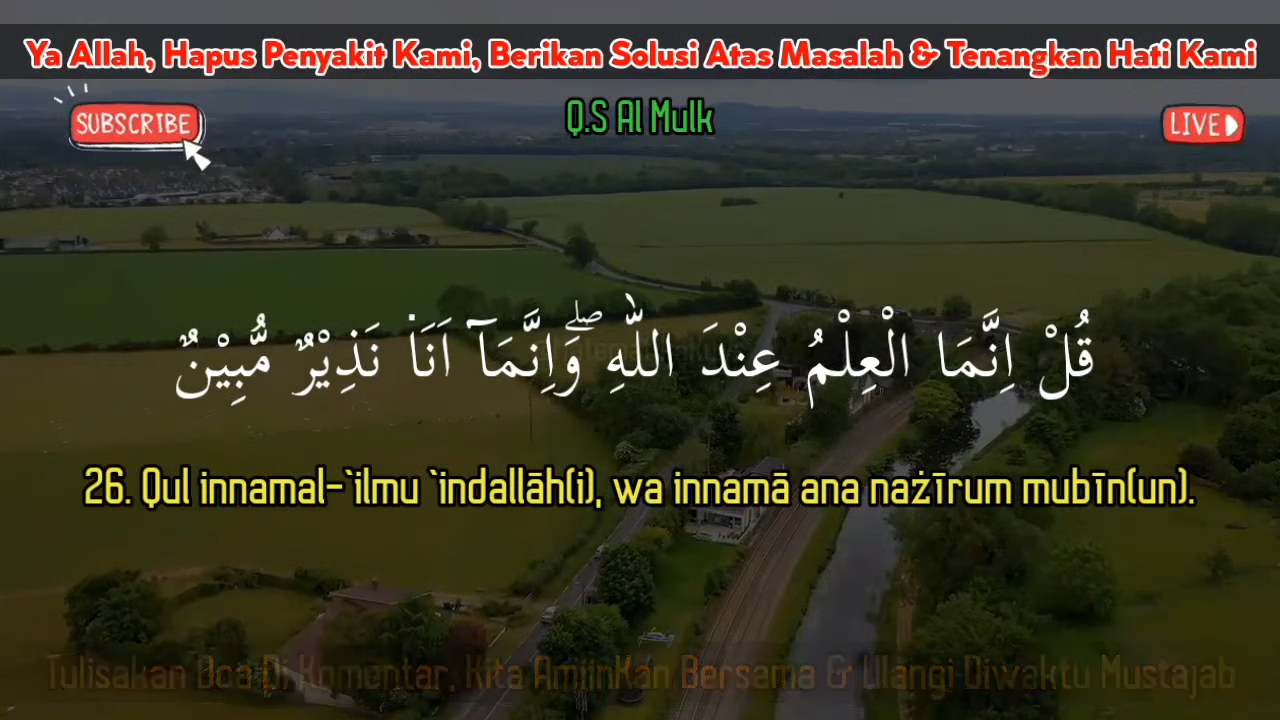 Ya Allah, Hapus Penyakit Kami, Berikan Solusi Atas Masalah & Tenangkan Hati Kami
SUBSCRIBE
Q.S Al Mulk
LIVE
قُلْ اِنَّمَا الْعِلْمُ عِنْدَ اللّٰهِ ۖوَاِنَّمَآ اَنَا۠ نَذِيْرٌ مُّبِيْنٌ
26. Qul innamal-`ilmu `indallāh(i), wa innamā ana nażīrum mubīn(un).
Tulisakan Doa Di Komentar, Kita AmiinKan Bersama & Ulangi Diwaktu Mustajab